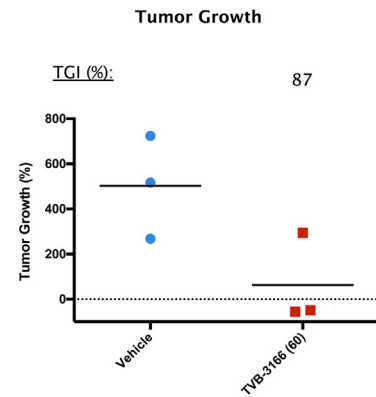 Tumor Growth
TGI (%):
87
Tumor Growth (%)
800
600
400
200
0
Vehicle
TVB-3166 (60)